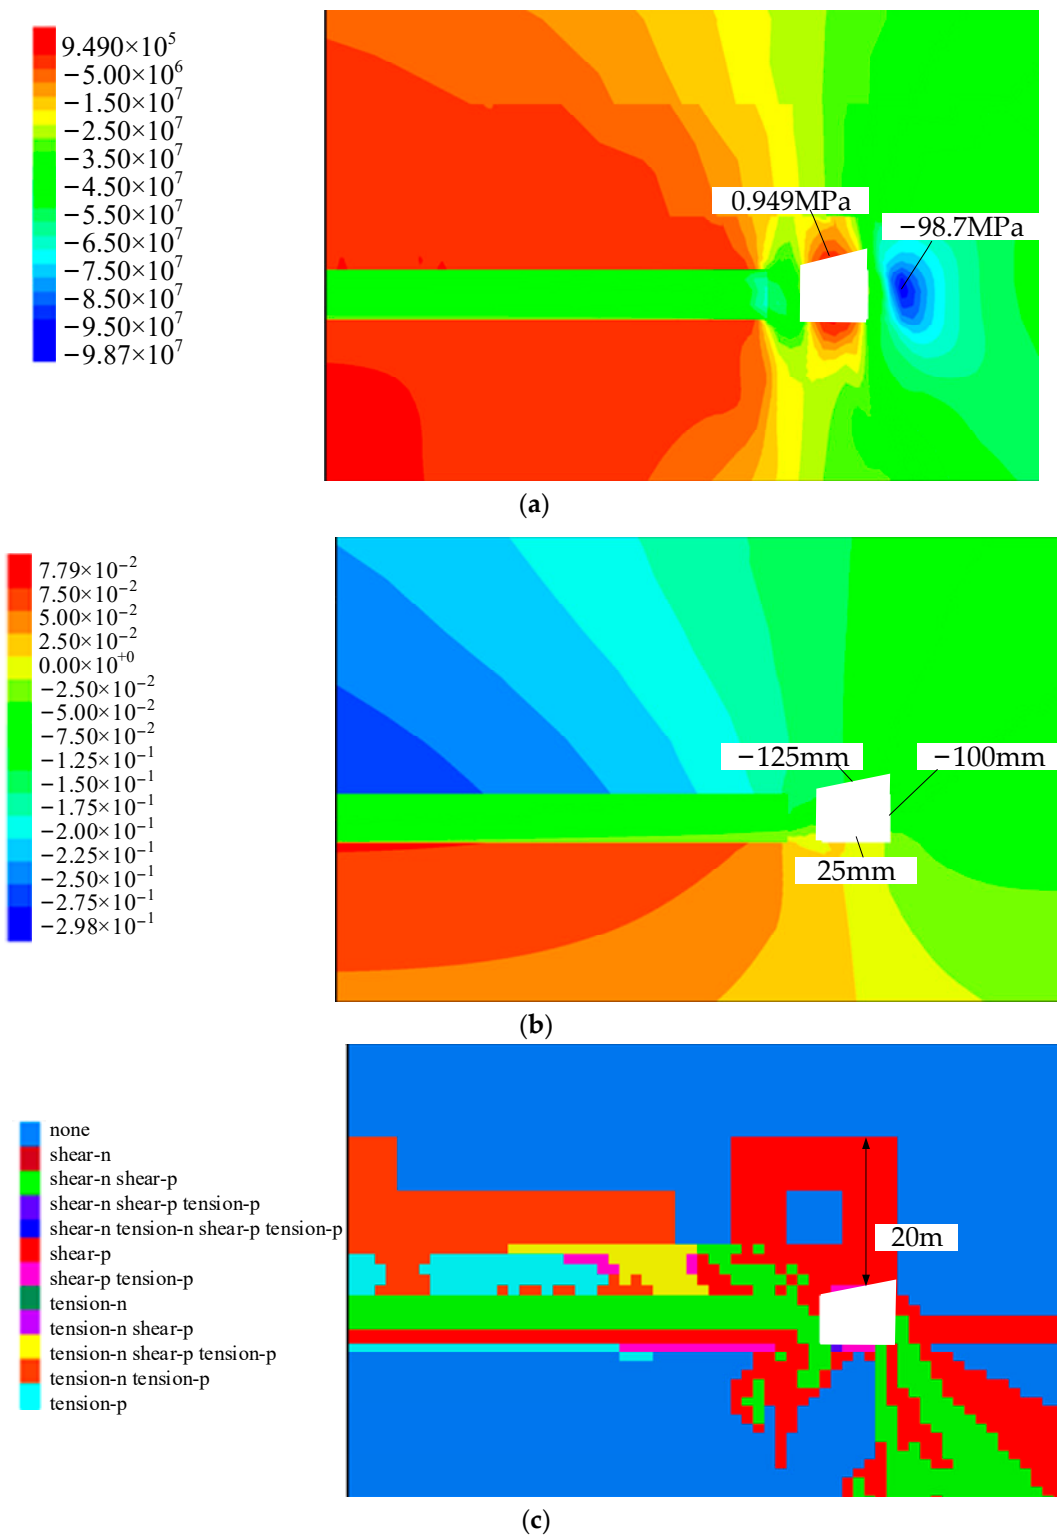 9.490×10⁵
−5.00×10⁶
−1.50×10⁷
−2.50×10⁷
−3.50×10⁷
−4.50×10⁷
−5.50×10⁷
−6.50×10⁷
−7.50×10⁷
−8.50×10⁷
−9.50×10⁷
−9.87×10⁷
0.949MPa
−98.7MPa
(a)
7.79×10⁻²
7.50×10⁻²
5.00×10⁻²
2.50×10⁻²
0.00×10⁺⁰
−2.50×10⁻²
−5.00×10⁻²
−7.50×10⁻²
−1.25×10⁻¹
−1.50×10⁻¹
−1.75×10⁻¹
−2.00×10⁻¹
−2.25×10⁻¹
−2.50×10⁻¹
−2.75×10⁻¹
−2.98×10⁻¹
−125mm
−100mm
25mm
(b)
none
shear-n
shear-n shear-p
shear-n shear-p tension-p
shear-n tension-n shear-p tension-p
shear-p
shear-p tension-p
tension-n
tension-n shear-p
tension-n shear-p tension-p
tension-n tension-p
tension-p
20m
(c)